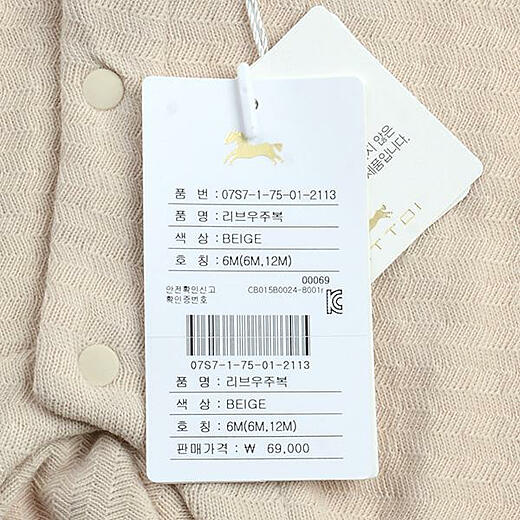 품 번 : 07S7-1-75-01-2113
품 명 : 리브우주복
색 상 : BEIGE
호 칭 : 6M(6M,12M)
00069
안전확인신고
확인증번호
CB015B0024-8001r
07S7-1-75-01-2113
품 명 : 리브우주복
색 상 : BEIGE
호 칭 : 6M(6M,12M)
판매가격 : ₩ 69,000
않은
제품입니다.